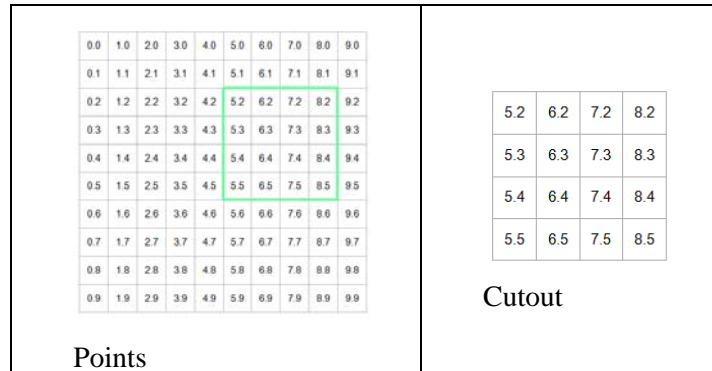 0.0 1.0 2.0 3.0 4.0 5.0 6.0 7.0 8.0 9.0
0.1 1.1 2.1 3.1 4.1 5.1 6.1 7.1 8.1 9.1
0.2 1.2 2.2 3.2 4.2 5.2 6.2 7.2 8.2 9.2
0.3 1.3 2.3 3.3 4.3 5.3 6.3 7.3 8.3 9.3
0.4 1.4 2.4 3.4 4.4 5.4 6.4 7.4 8.4 9.4
0.5 1.5 2.5 3.5 4.5 5.5 6.5 7.5 8.5 9.5
0.6 1.6 2.6 3.6 4.6 5.6 6.6 7.6 8.6 9.6
0.7 1.7 2.7 3.7 4.7 5.7 6.7 7.7 8.7 9.7
0.8 1.8 2.8 3.8 4.8 5.8 6.8 7.8 8.8 9.8
0.9 1.9 2.9 3.9 4.9 5.9 6.9 7.9 8.9 9.9
Points
5.2 6.2 7.2 8.2
5.3 6.3 7.3 8.3
5.4 6.4 7.4 8.4
5.5 6.5 7.5 8.5
Cutout